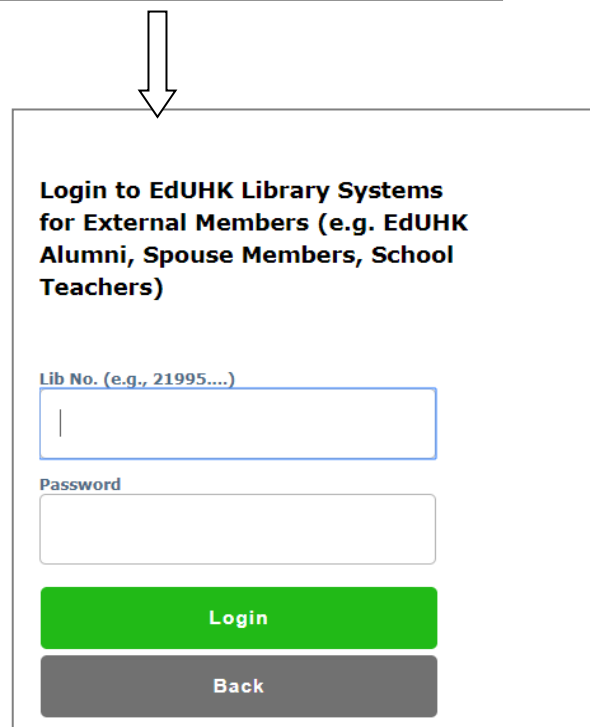 Login to EdUHK Library Systems
for External Members (e.g. EdUHK
Alumni, Spouse Members, School
Teachers)
Lib No. (e.g., 21995....)
Password
Login
Back